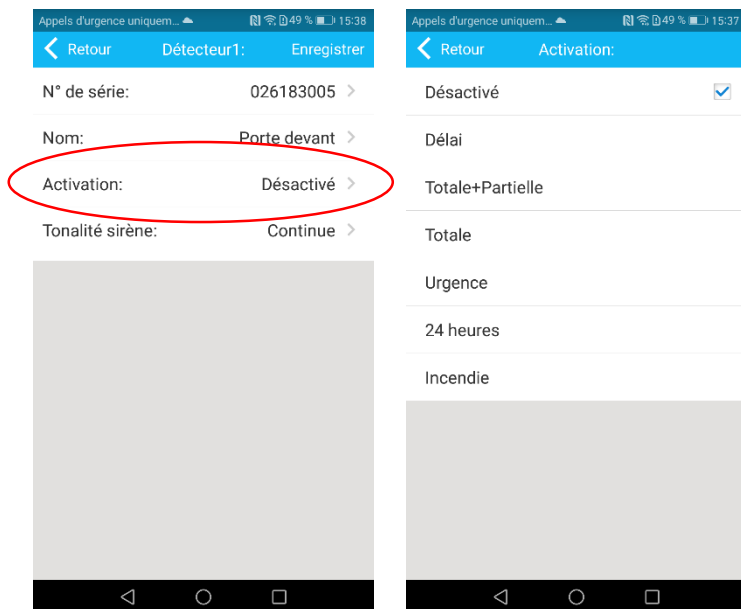 Appels d'urgence uniquem... 49 % 15:38
Retour Détecteur1: Enregistrer
N° de série: 026183005
Nom: Porte devant
Activation: Désactivé
Tonalité sirène: Continue
Appels d'urgence uniquem... 49 % 15:37
Retour Activation:
Désactivé
Délai
Totale+Partielle
Totale
Urgence
24 heures
Incendie